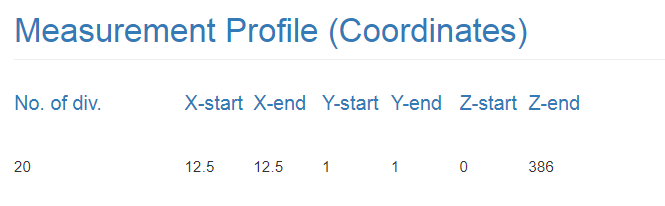 Measurement Profile (Coordinates)
No. of div. X-start X-end Y-start Y-end Z-start Z-end
20 12.5 12.5 1 1 0 386